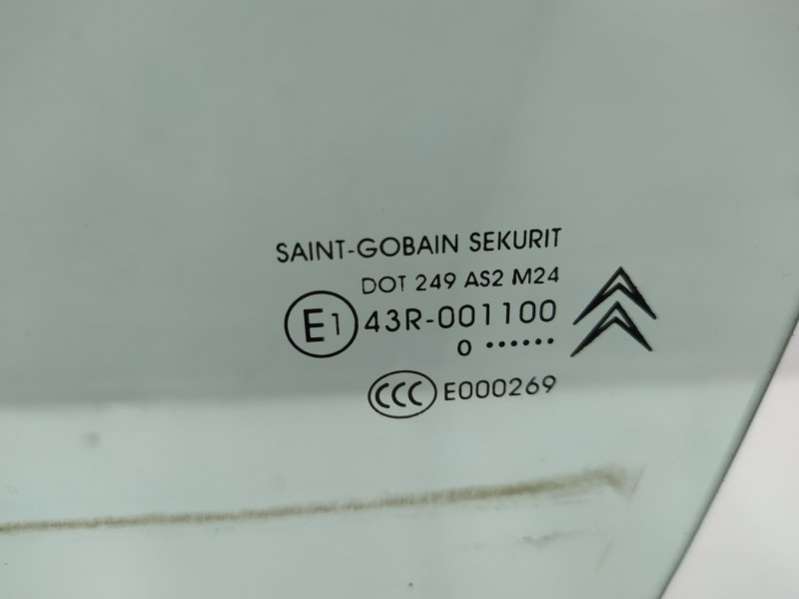 SAINT-GOBAIN SEKURIT
DOT 249 AS2 M24
E1 43R-001100
0 ••••••
CCC E000269